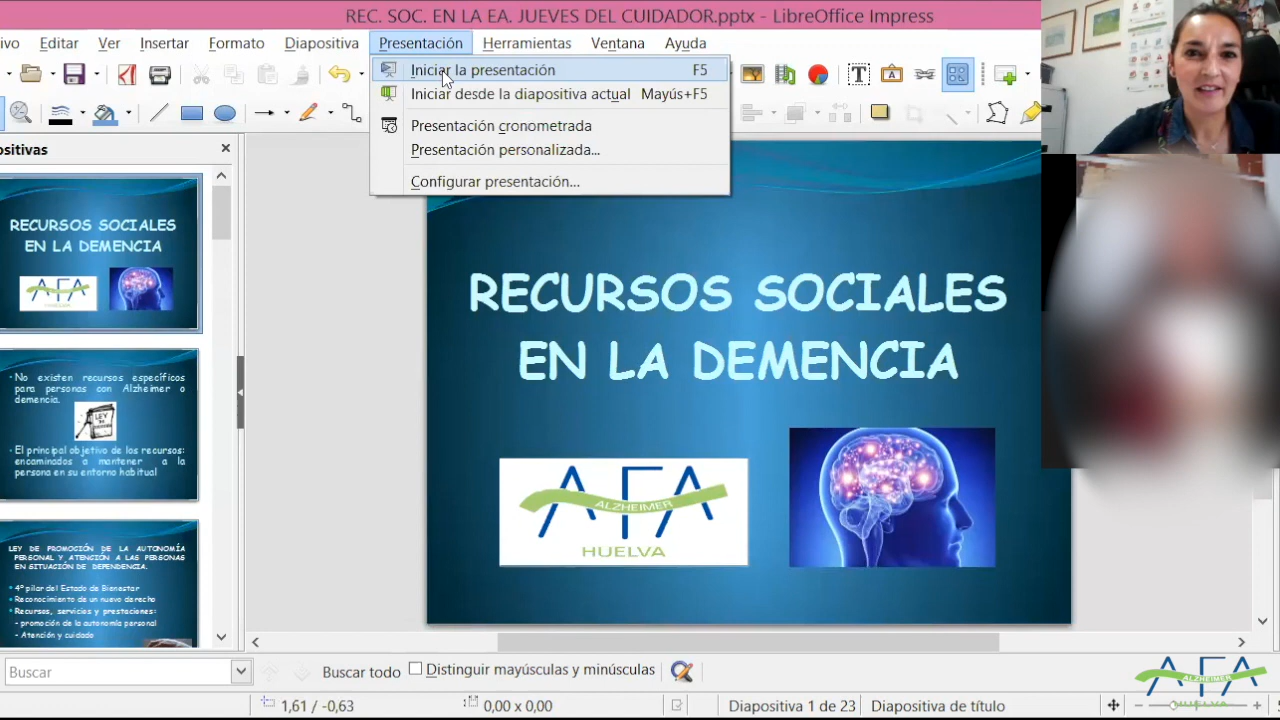 REC. SOC. EN LA EA. JUEVES DEL CUIDADOR.pptx - LibreOffice Impress
ivo Editar Ver Insertar Formato Diapositiva Presentación Herramientas Ventana Ayuda
Iniciar la presentación F5
Iniciar desde la diapositiva actual Mayús+F5
Presentación cronometrada
Presentación personalizada...
Configurar presentación...
ositivas
RECURSOS SOCIALES
EN LA DEMENCIA
AFA
No existen recursos específicos
para personas con Alzheimer o
demencia.
LEY
El principal objetivo de los recursos:
encaminados a mantener a la
persona en su entorno habitual
LEY DE PROMOCIÓN DE LA AUTONOMÍA
PERSONAL Y ATENCIÓN A LAS PERSONAS
EN SITUACIÓN DE DEPENDENCIA.
4º pilar del Estado de Bienestar
Reconocimiento de un nuevo derecho
Recursos, servicios y prestaciones:
- promoción de la autonomía personal
- Atención y cuidado
RECURSOS SOCIALES
EN LA DEMENCIA
AFA
ALZHEIMER
HUELVA
Buscar Buscar todo Distinguir mayúsculas y minúsculas
1,61 / -0,63 0,00 x 0,00 Diapositiva 1 de 23 Diapositiva de título
AFA
ALZHEIMER
HUELVA